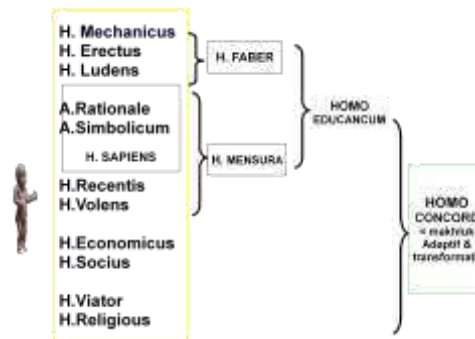 H. Mechanicus
H. Erectus
H. Ludens
H. FABER
A.Rationale
A.Simbolicum
H. SAPIENS
H. MENSURA
H.Recentis
H.Volens
HOMO
EDUCANCUM
H.Economicus
H.Socius
H.Viator
H.Religious
HOMO
CONCORD
= makhluk
Adaptif &
transformati